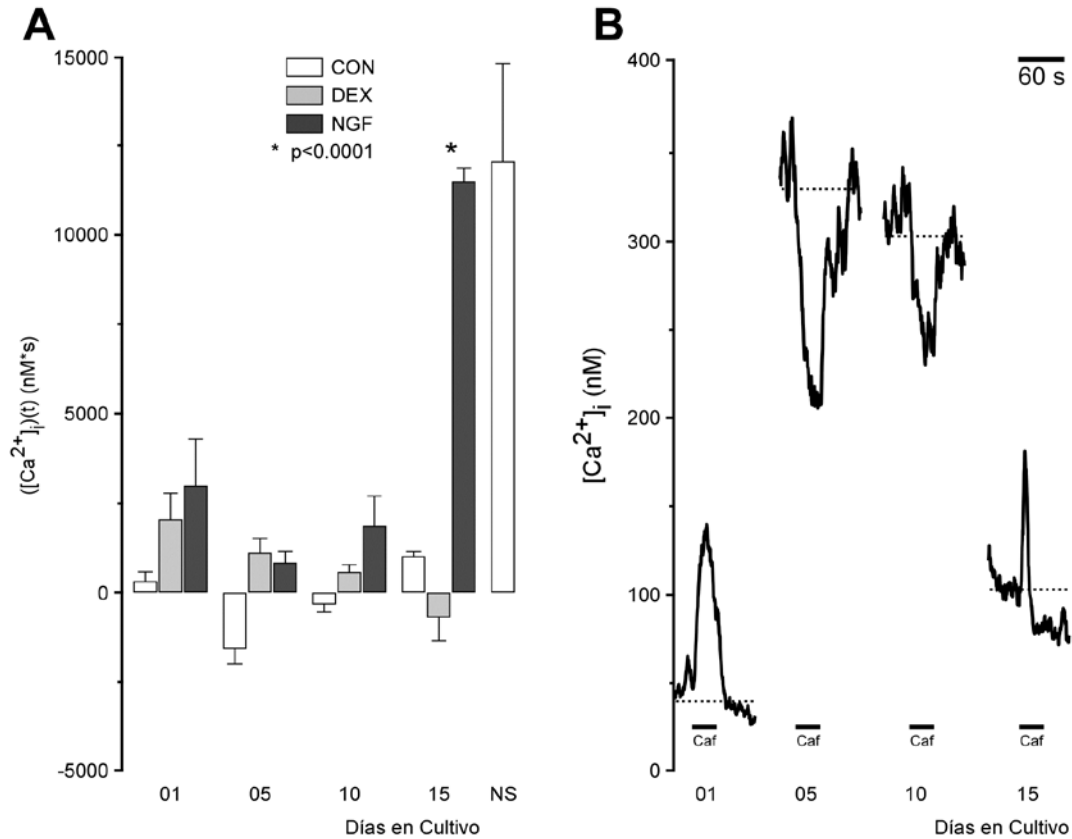 A
15000
10000
5000
0
-5000
([Ca2+]i)(t) (nM*s)
CON
DEX
NGF
* p<0.0001
*
01 05 10 15 NS
Días en Cultivo
B
400
300
200
100
0
[Ca2+]i (nM)
60 s
Caf Caf Caf Caf
01 05 10 15
Días en Cultivo